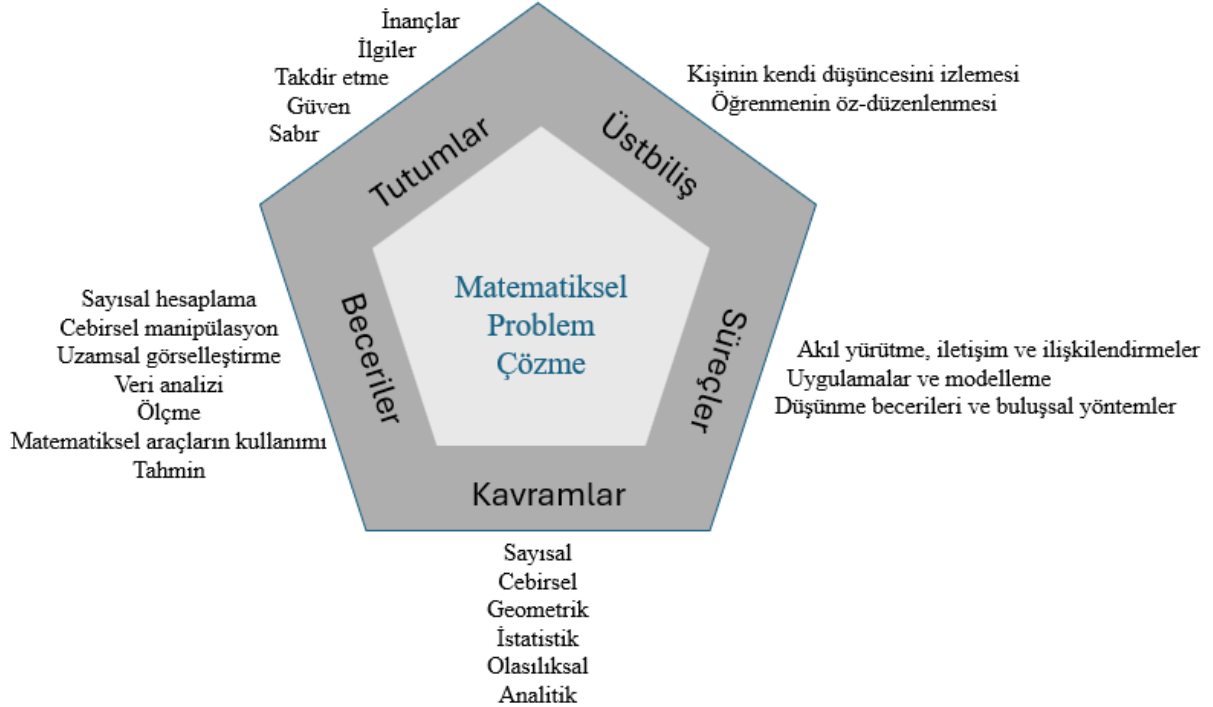 İnançlar
İlgiler
Takdir etme
Güven
Sabır
Tutumlar
Üstbiliş
Kişinin kendi düşüncesini izlemesi
Öğrenmenin öz-düzenlenmesi
Matematiksel
Problem
Çözme
Beceriler
Sayısal hesaplama
Cebirsel manipülasyon
Uzamsal görselleştirme
Veri analizi
Ölçme
Matematiksel araçların kullanımı
Tahmin
Süreçler
Akıl yürütme, iletişim ve ilişkilendirmeler
Uygulamalar ve modelleme
Düşünme becerileri ve buluşsal yöntemler
Kavramlar
Sayısal
Cebirsel
Geometrik
İstatistik
Olasılıksal
Analitik